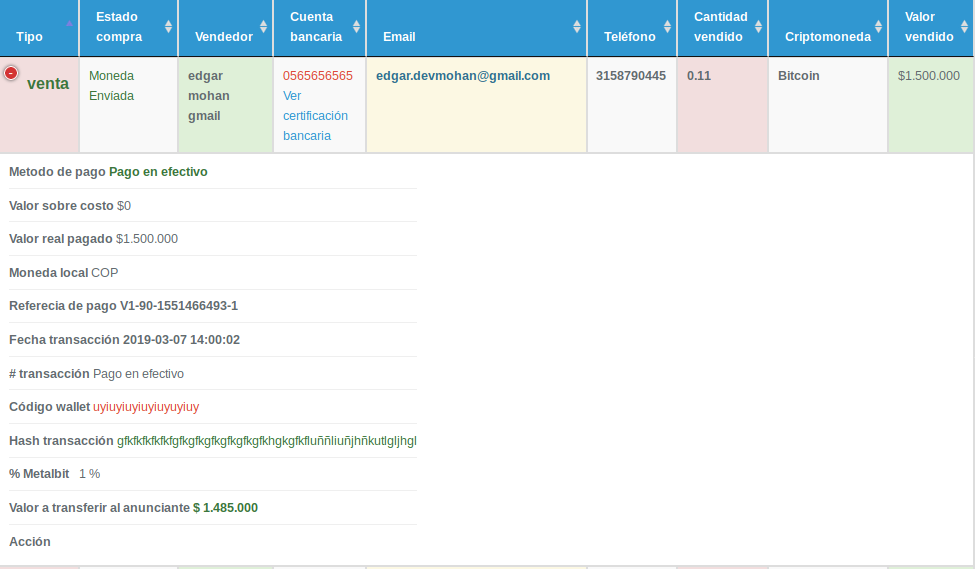 Tipo
Estado compra
Vendedor
Cuenta bancaria
Email
Teléfono
Cantidad vendido
Criptomoneda
Valor vendido
venta
Moneda Enviada
edgar mohan gmail
0565656565
Ver certificación bancaria
edgar.devmohan@gmail.com
3158790445
0.11
Bitcoin
$1.500.000
Metodo de pago Pago en efectivo
Valor sobre costo $0
Valor real pagado $1.500.000
Moneda local COP
Referecia de pago V1-90-1551466493-1
Fecha transacción 2019-03-07 14:00:02
# transacción Pago en efectivo
Código wallet uyiuyiuyiuyiuyuyiuy
Hash transacción gfkfkfkfkfkfgfkgfkgfkgfkgfkgfkhgkgfkfluññliuñjhñkutlgljhgl
% Metalbit 1 %
Valor a transferir al anunciante $ 1.485.000
Acción